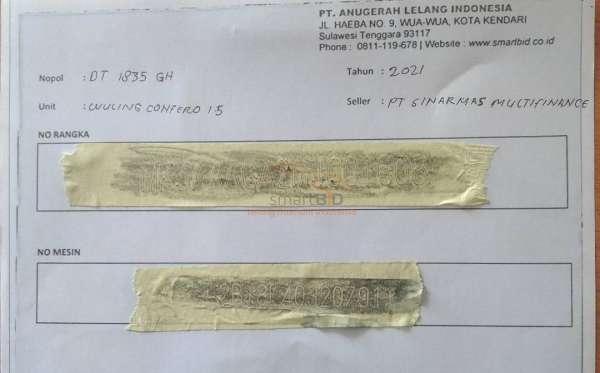 PT. ANUGERAH LELANG INDONESIA
JL. HAEBA NO. 9, WUA-WUA, KOTA KENDARI
Sulawesi Tenggara 93117
Phone : 0811-119-678 | Website : www.smartbid.co.id
Nopol : DT 1835 GH
Tahun : 2021
Unit : WULING CONFERO 1.5
Seller : PT SINARMAS MULTIFINANCE
NO RANGKA
smartBID
NO MESIN